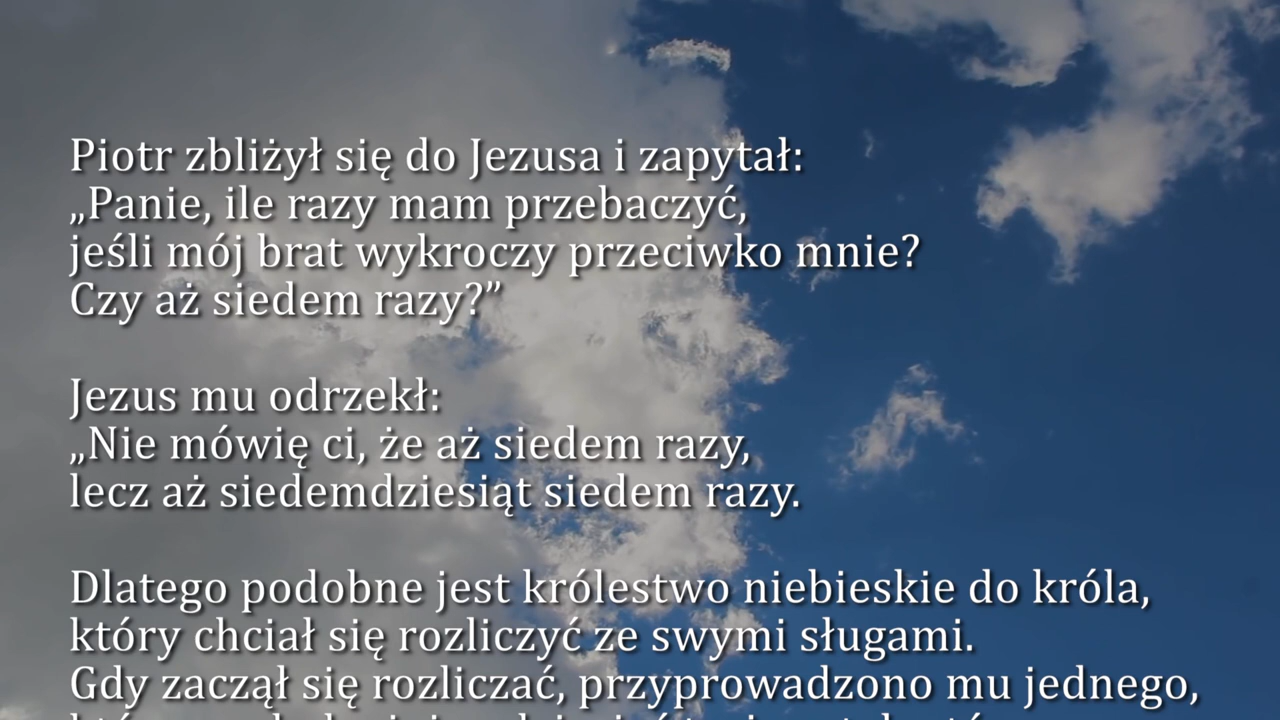 Piotr zbliżył się do Jezusa i zapytał:
„Panie, ile razy mam przebaczyć,
jeśli mój brat wykroczy przeciwko mnie?
Czy aż siedem razy?”
Jezus mu odrzekł:
„Nie mówię ci, że aż siedem razy,
lecz aż siedemdziesiąt siedem razy.
Dlatego podobne jest królestwo niebieskie do króla,
który chciał się rozliczyć ze swymi sługami.
Gdy zaczął się rozliczać, przyprowadzono mu jednego,